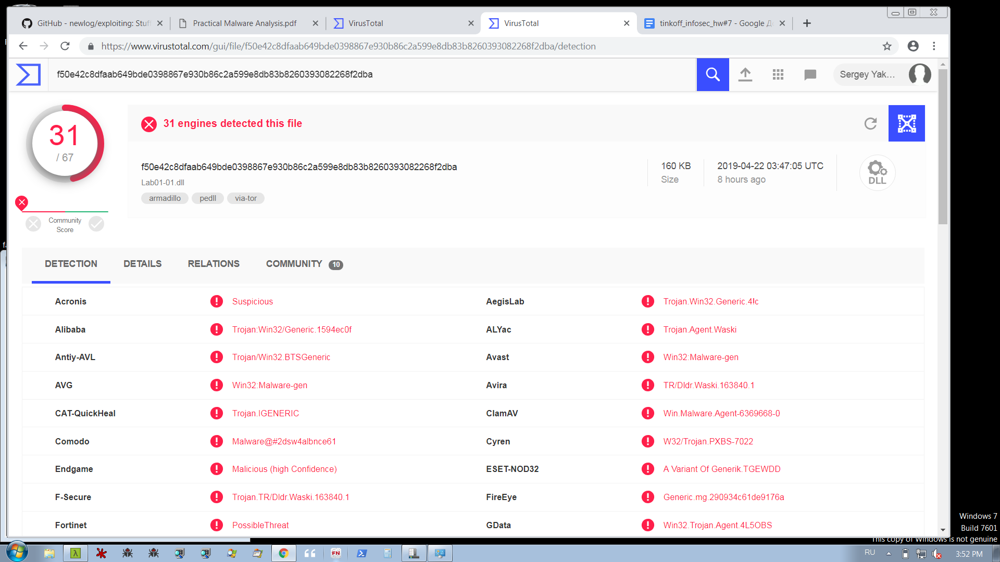 GitHub - newlog/exploiting: Stuf
Practical Malware Analysis.pdf
VirusTotal
VirusTotal
tinkoff_infosec_hw#7 - Google Д
https://www.virustotal.com/gui/file/f50e42c8dfaab649bde0398867e930b86c2a599e8db83b8260393082268f2dba/detection
f50e42c8dfaab649bde0398867e930b86c2a599e8db83b8260393082268f2dba
Sergey Yak...
31
/ 67
31 engines detected this file
f50e42c8dfaab649bde0398867e930b86c2a599e8db83b8260393082268f2dba
Lab01-01.dll
armadillo
pedll
via-tor
160 KB
Size
2019-04-22 03:47:05 UTC
8 hours ago
DLL
Community
Score
DETECTION
DETAILS
RELATIONS
COMMUNITY 10
Acronis
Suspicious
AegisLab
Trojan.Win32.Generic.4!c
Alibaba
Trojan:Win32/Generic.1594ec0f
ALYac
Trojan.Agent.Waski
Antiy-AVL
Trojan/Win32.BTSGeneric
Avast
Win32:Malware-gen
AVG
Win32:Malware-gen
Avira
TR/Dldr.Waski.163840.1
CAT-QuickHeal
Trojan.IGENERIC
ClamAV
Win.Malware.Agent-6369668-0
Comodo
Malware@#2dsw4albnce61
Cyren
W32/Trojan.PXBS-7022
Endgame
Malicious (high Confidence)
ESET-NOD32
A Variant Of Generik.TGEWDD
F-Secure
Trojan.TR/Dldr.Waski.163840.1
FireEye
Generic.mg.290934c61de9176a
Fortinet
PossibleThreat
GData
Win32.Trojan.Agent.4L5OBS
Windows 7
Build 7601
This copy of Windows is not genuine
FN
RU
3:52 PM